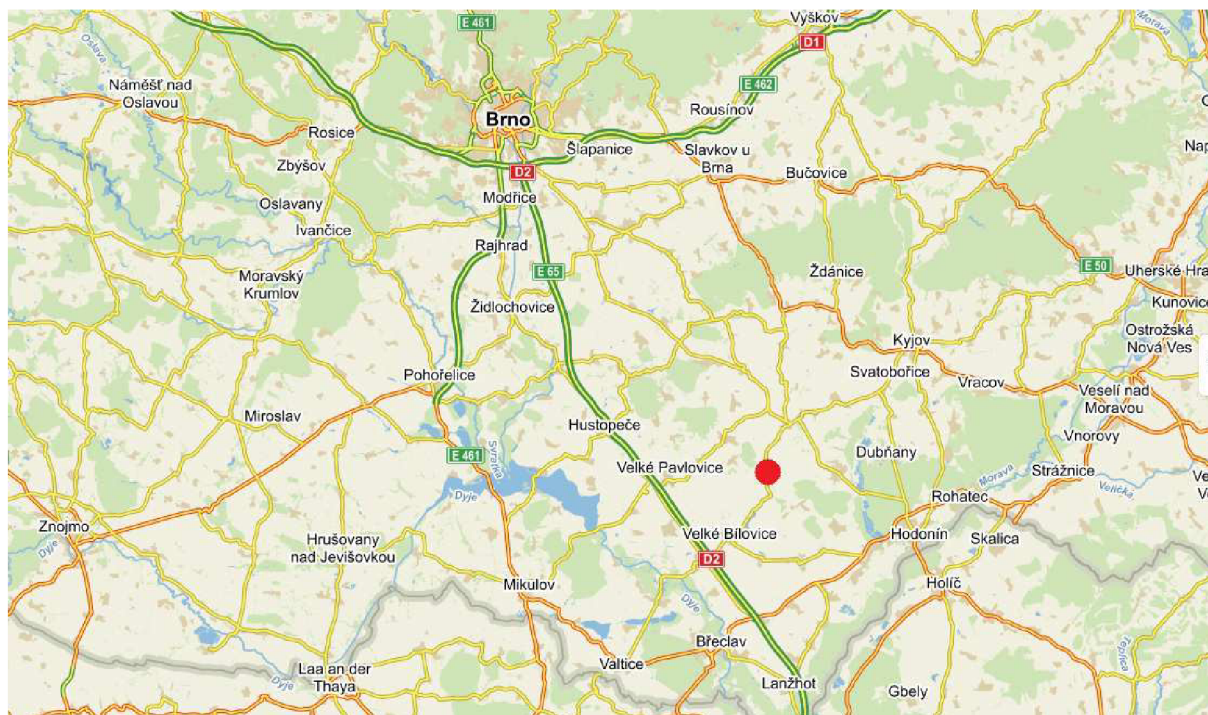 E 461
Vyškov
Morava
Oslava
D1
E 462
Náměšť nad
Oslavou
Rousínov
Brno
Rosice
Šlapanice
Slavkov u
Brna
Zbýšov
Bučovice
D2
Modřice
Oslavany
Ivančice
Rajhrad
E 65
Ždánice
E 50
Uherské Hra
Moravský
Krumlov
Židlochovice
Kunovice
Ostrožská
Nová Ves
Kyjov
Pohořelice
Svatobořice
Vracov
Veselí nad
Moravou
Miroslav
Hustopeče
Vnorovy
Svratka
E 461
Dubňany
Velké Pavlovice
Strážnice
Morava
Velička
Dyje
Rohatec
Znojmo
Dyje
Hrušovany
nad Jevišovkou
Velké Bílovice
Hodonín
Skalica
D2
Mikulov
Holíč
Dyje
Břeclav
Teplica
Valtice
Laa an der
Thaya
Dyje
Lanžhot
Gbely